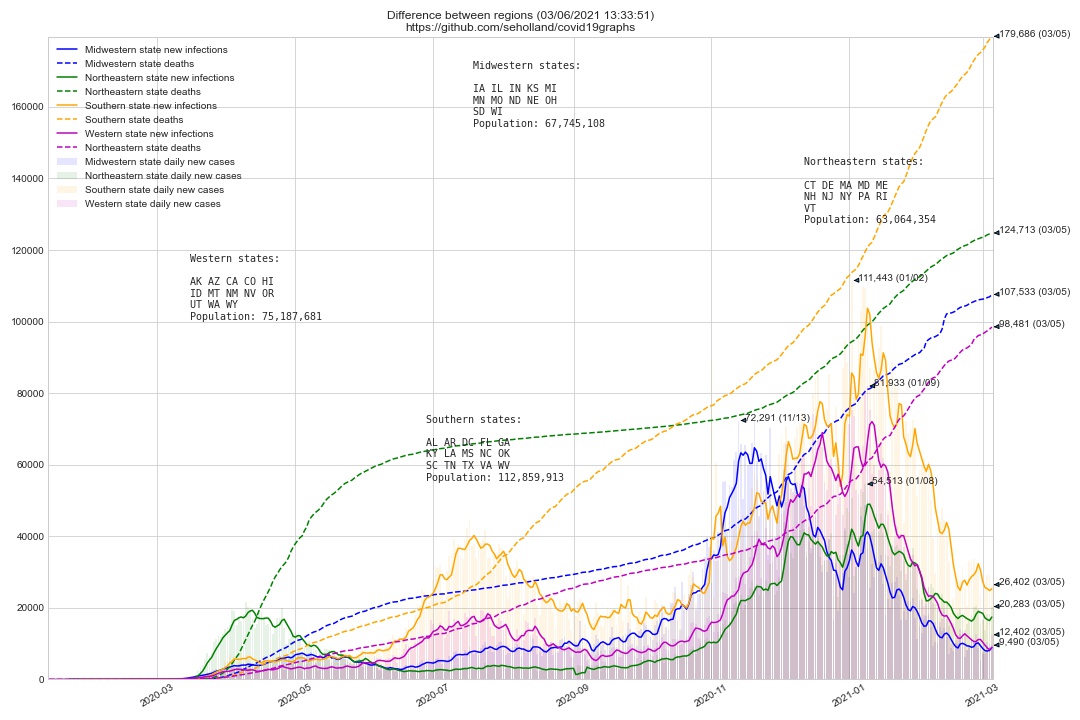 Difference between regions (03/06/2021 13:33:51)
https://github.com/seholland/covid19graphs
Midwestern state new infections
Midwestern state deaths
Northeastern state new infections
Northeastern state deaths
Southern state new infections
Southern state deaths
Western state new infections
Northeastern state deaths
Midwestern state daily new cases
Northeastern state daily new cases
Southern state daily new cases
Western state daily new cases
Midwestern states:
IA IL IN KS MI
MN MO ND NE OH
SD WI
Population: 67,745,108
Northeastern states:
CT DE MA MD ME
NH NJ NY PA RI
VT
Population: 63,064,354
Western states:
AK AZ CA CO HI
ID MT NM NV OR
UT WA WY
Population: 75,187,681
Southern states:
AL AR DC FL GA
KY LA MS NC OK
SC TN TX VA WV
Population: 112,859,913
179,686 (03/05)
124,713 (03/05)
107,533 (03/05)
98,481 (03/05)
111,443 (01/02)
81,933 (01/09)
72,291 (11/13)
54,513 (01/08)
26,402 (03/05)
20,283 (03/05)
12,402 (03/05)
9,490 (03/05)
160000
140000
120000
100000
80000
60000
40000
20000
0
2020-03
2020-05
2020-07
2020-09
2020-11
2021-01
2021-03